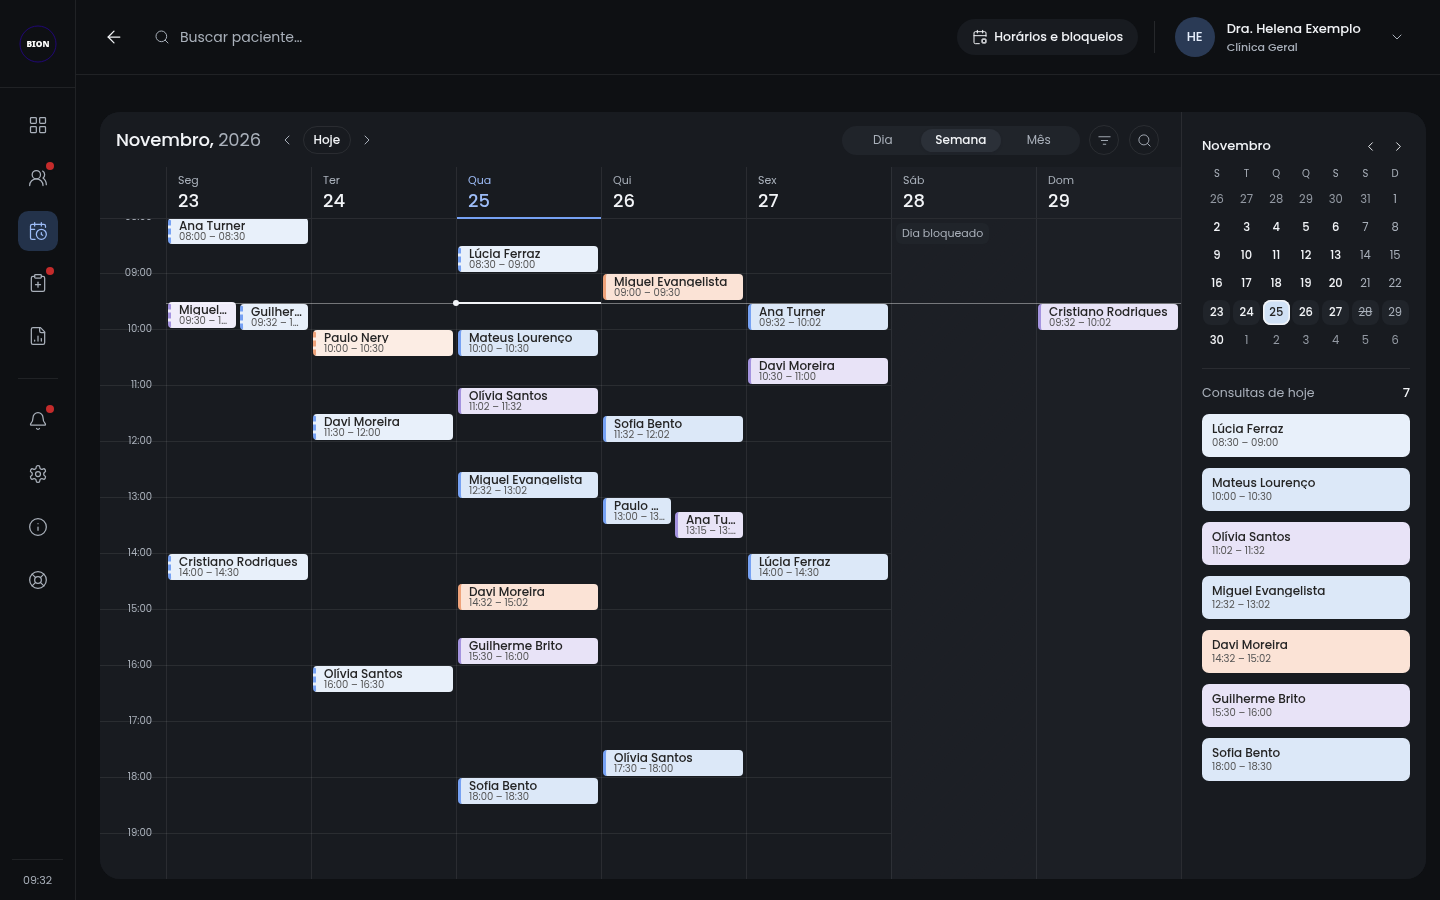 BION
Buscar paciente...
Horários e bloqueios
HE
Dra. Helena Exemplo
Clínica Geral
Novembro, 2026
Hoje
Dia
Semana
Mês
Seg
23
Ter
24
Qua
25
Qui
26
Sex
27
Sáb
28
Dom
29
09:00
10:00
11:00
12:00
13:00
14:00
15:00
16:00
17:00
18:00
19:00
Ana Turner
08:00 – 08:30
Miguel...
09:30 – 1...
Guilher...
09:32 – 1...
Cristiano Rodrigues
14:00 – 14:30
Paulo Nery
10:00 – 10:30
Davi Moreira
11:30 – 12:00
Olívia Santos
16:00 – 16:30
Lúcia Ferraz
08:30 – 09:00
Mateus Lourenço
10:00 – 10:30
Olívia Santos
11:02 – 11:32
Miguel Evangelista
12:32 – 13:02
Davi Moreira
14:32 – 15:02
Guilherme Brito
15:30 – 16:00
Sofia Bento
18:00 – 18:30
Miguel Evangelista
09:00 – 09:30
Sofia Bento
11:32 – 12:02
Paulo ...
13:00 – 13...
Ana Tu...
13:15 – 13:...
Olívia Santos
17:30 – 18:00
Ana Turner
09:32 – 10:02
Davi Moreira
10:30 – 11:00
Lúcia Ferraz
14:00 – 14:30
Dia bloqueado
Cristiano Rodrigues
09:32 – 10:02
Novembro
S T Q Q S S D
26 27 28 29 30 31 1
2 3 4 5 6 7 8
9 10 11 12 13 14 15
16 17 18 19 20 21 22
23 24 25 26 27 28 29
30 1 2 3 4 5 6
Consultas de hoje 7
Lúcia Ferraz
08:30 – 09:00
Mateus Lourenço
10:00 – 10:30
Olívia Santos
11:02 – 11:32
Miguel Evangelista
12:32 – 13:02
Davi Moreira
14:32 – 15:02
Guilherme Brito
15:30 – 16:00
Sofia Bento
18:00 – 18:30
09:32